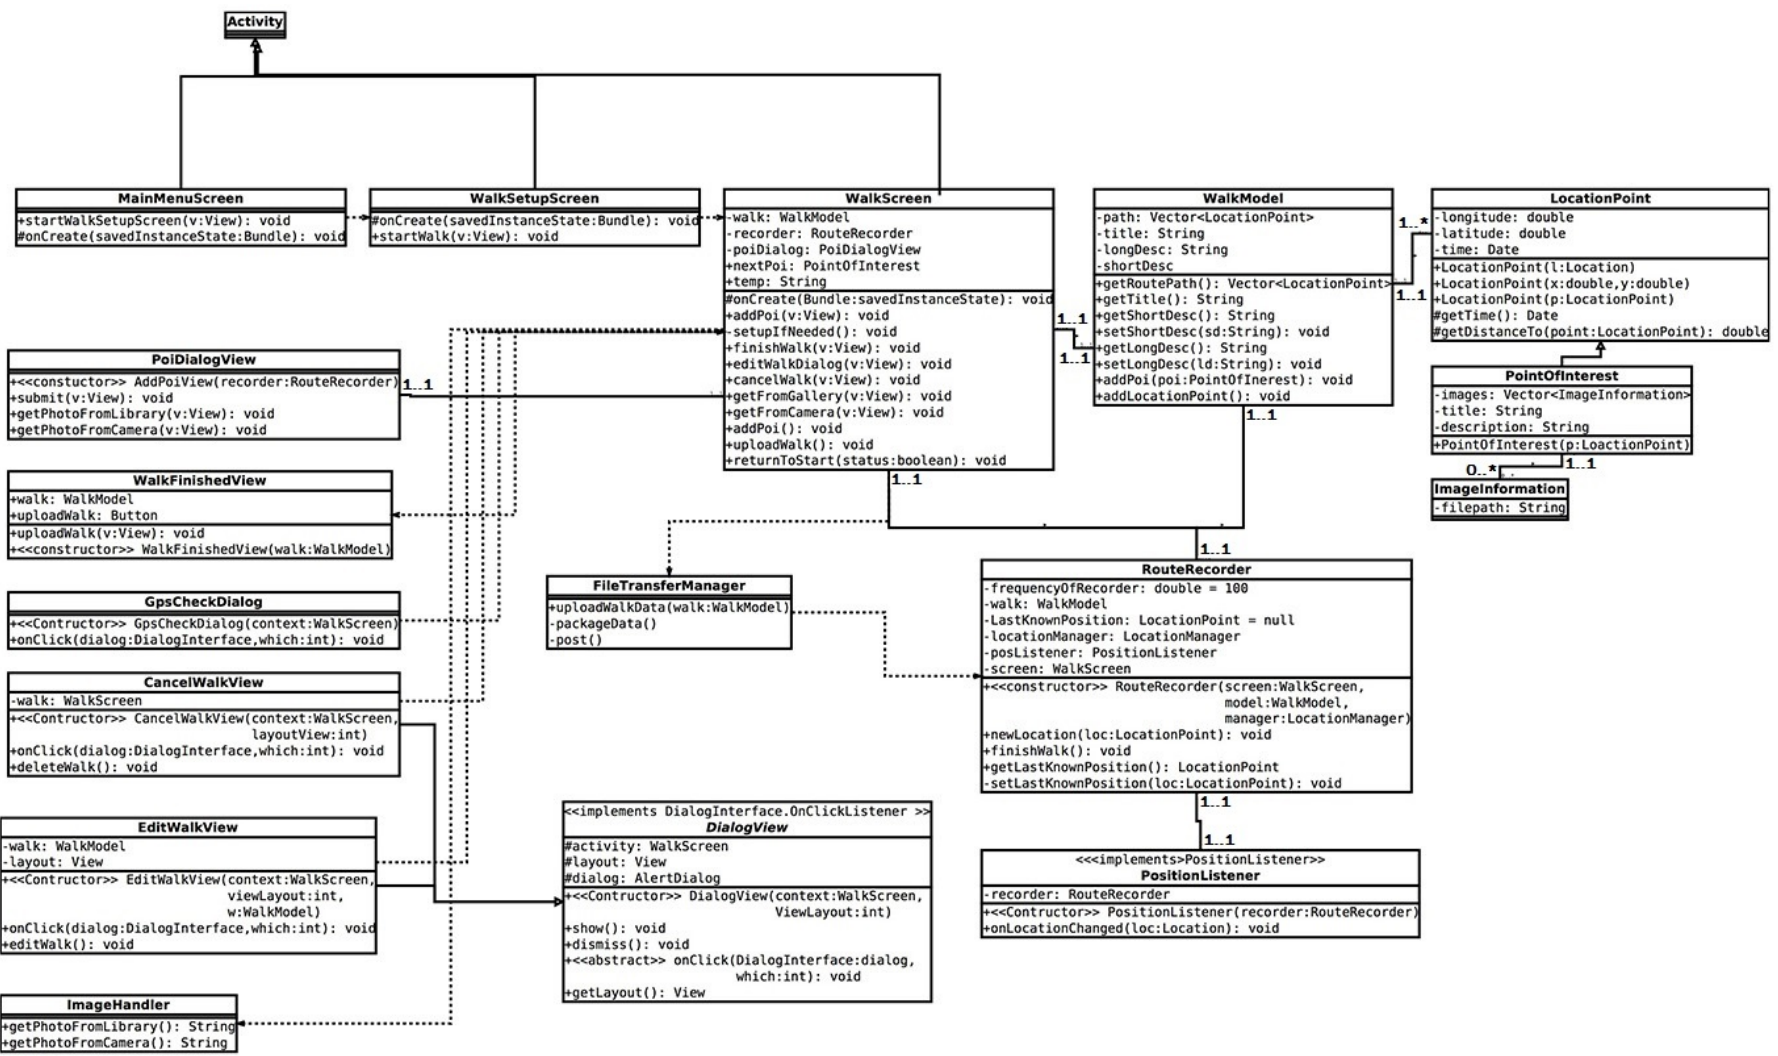 Activity
MainMenuScreen
+startWalkSetupScreen(v:View): void
#onCreate(savedInstanceState:Bundle): void
WalkSetupScreen
#onCreate(savedInstanceState:Bundle): void
+startWalk(v:View): void
WalkScreen
-walk: WalkModel
-recorder: RouteRecorder
-poiDialog: PoiDialogView
+nextPoi: PointOfInterest
+temp: String
#onCreate(Bundle:savedInstanceState): void
+addPoi(v:View): void
-setupIfNeeded(): void
+finishWalk(v:View): void
+editWalkDialog(v:View): void
+cancelWalk(v:View): void
+getFromGallery(v:View): void
+getFromCamera(v:View): void
+addPoi(): void
+uploadWalk(): void
+returnToStart(status:boolean): void
1..1
1..1
1..1
WalkModel
-path: Vector<LocationPoint>
-title: String
-longDesc: String
-shortDesc
+getRoutePath(): Vector<LocationPoint>
+getTitle(): String
+getShortDesc(): String
+setShortDesc(sd:String): void
+getLongDesc(): String
+setLongDesc(ld:String): void
+addPoi(poi:PointOfInerest): void
+addLocationPoint(): void
1..1
1..*
1..1
LocationPoint
-longitude: double
-latitude: double
-time: Date
+LocationPoint(l:Location)
+LocationPoint(x:double,y:double)
+LocationPoint(p:LocationPoint)
#getTime(): Date
#getDistanceTo(point:LocationPoint): double
PointOfInterest
-images: Vector<ImageInformation>
-title: String
-description: String
+PointOfInterest(p:LoactionPoint)
0..*
1..1
ImageInformation
-filepath: String
PoiDialogView
+<<constuctor>> AddPoiView(recorder:RouteRecorder)
+submit(v:View): void
+getPhotoFromLibrary(v:View): void
+getPhotoFromCamera(v:View): void
1..1
WalkFinishedView
+walk: WalkModel
+uploadWalk: Button
+uploadWalk(v:View): void
+<<constructor>> WalkFinishedView(walk:WalkModel)
GpsCheckDialog
+<<Contructor>> GpsCheckDialog(context:WalkScreen)
+onClick(dialog:DialogInterface,which:int): void
CancelWalkView
-walk: WalkScreen
+<<Contructor>> CancelWalkView(context:WalkScreen,
layoutView:int)
+onClick(dialog:DialogInterface,which:int): void
+deleteWalk(): void
EditWalkView
-walk: WalkModel
-layout: View
+<<Contructor>> EditWalkView(context:WalkScreen,
viewLayout:int,
w:WalkModel)
+onClick(dialog:DialogInterface,which:int): void
+editWalk(): void
ImageHandler
+getPhotoFromLibrary(): String
+getPhotoFromCamera(): String
FileTransferManager
+uploadWalkData(walk:WalkModel)
-packageData()
-post()
<<implements DialogInterface.OnClickListener >>
DialogView
#activity: WalkScreen
#layout: View
#dialog: AlertDialog
+<<Contructor>> DialogView(context:WalkScreen,
ViewLayout:int)
+show(): void
+dismiss(): void
+<<abstract>> onClick(DialogInterface:dialog,
which:int): void
+getLayout(): View
1..1
RouteRecorder
-frequencyOfRecorder: double = 100
-walk: WalkModel
-LastKnownPosition: LocationPoint = null
-locationManager: LocationManager
-posListener: PositionListener
-screen: WalkScreen
+<<constructor>> RouteRecorder(screen:WalkScreen,
model:WalkModel,
manager:LocationManager)
+newLocation(loc:LocationPoint): void
+finishWalk(): void
+getLastKnownPosition(): LocationPoint
-setLastKnownPosition(loc:LocationPoint): void
1..1
1..1
<<<implements>PositionListener>>
PositionListener
-recorder: RouteRecorder
+<<Contructor>> PositionListener(recorder:RouteRecorder)
+onLocationChanged(loc:Location): void